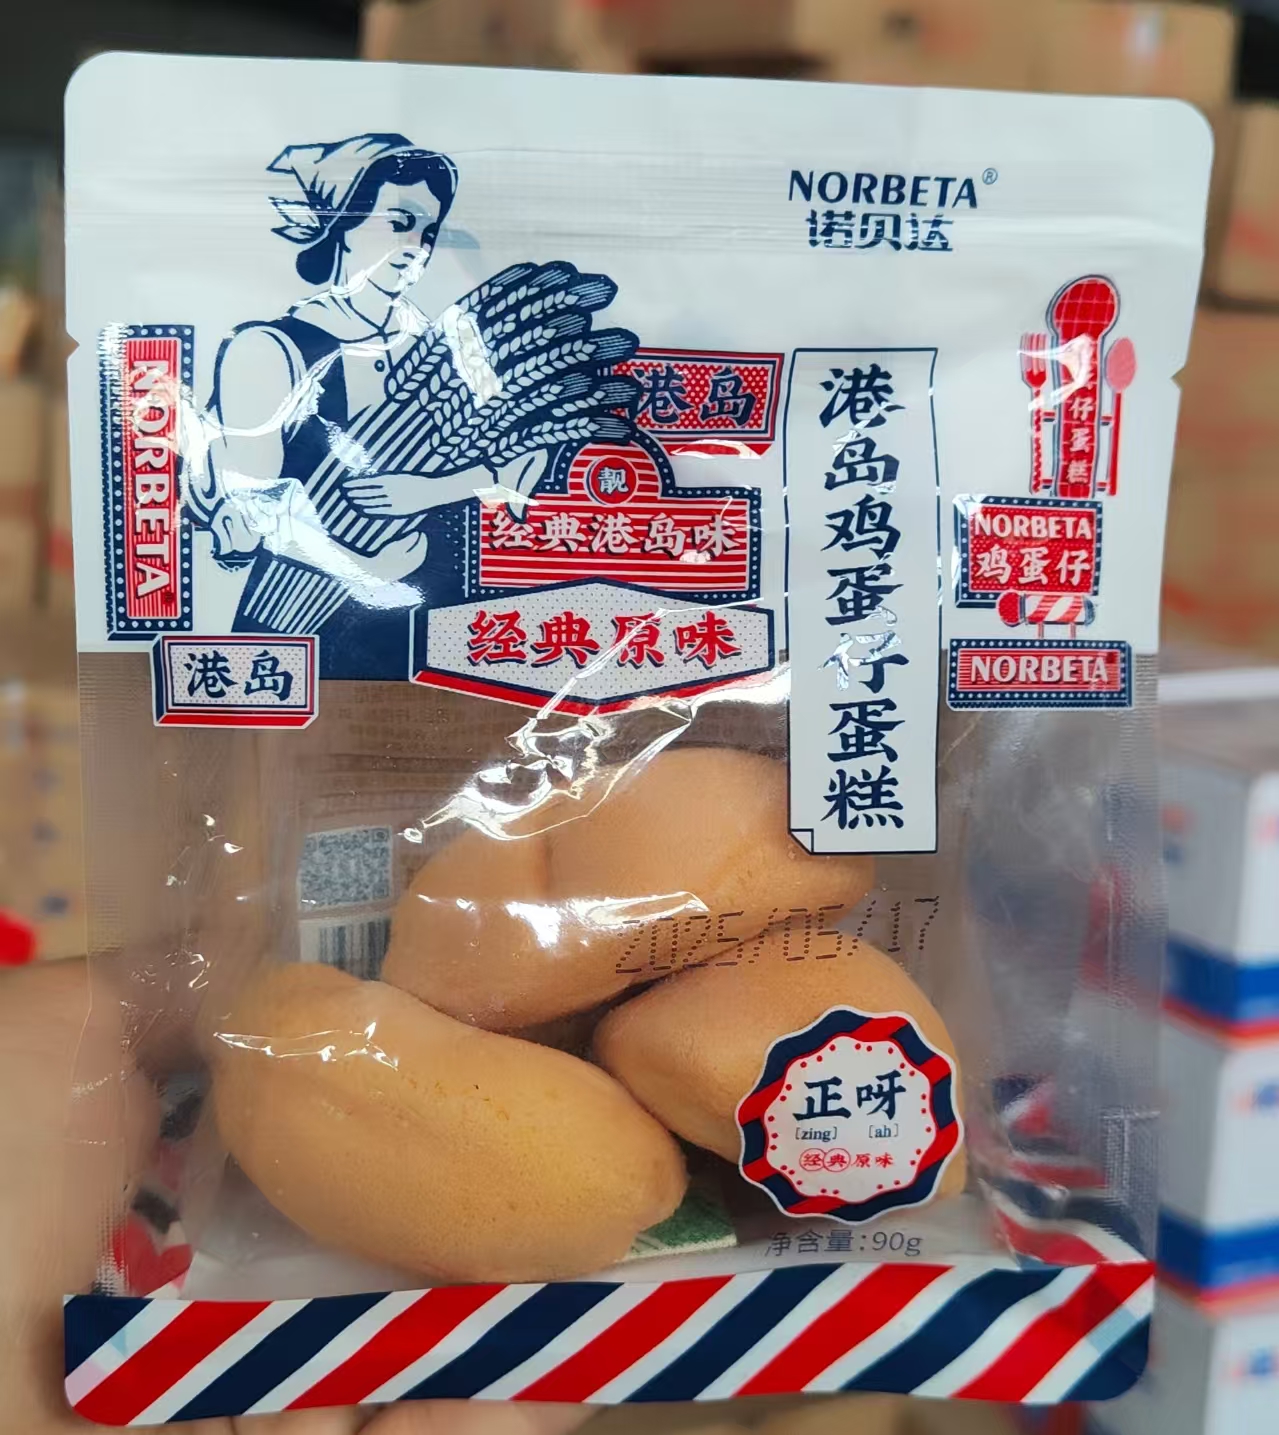 NORBETA®
诺贝达
NORBETA
港岛
靓
经典港岛味
经典原味
港岛
港岛鸡蛋仔蛋糕
仔蛋糕
NORBETA
鸡蛋仔
NORBETA
2025/05/17
正呀
[zing] [ah]
经典原味
净含量:90g